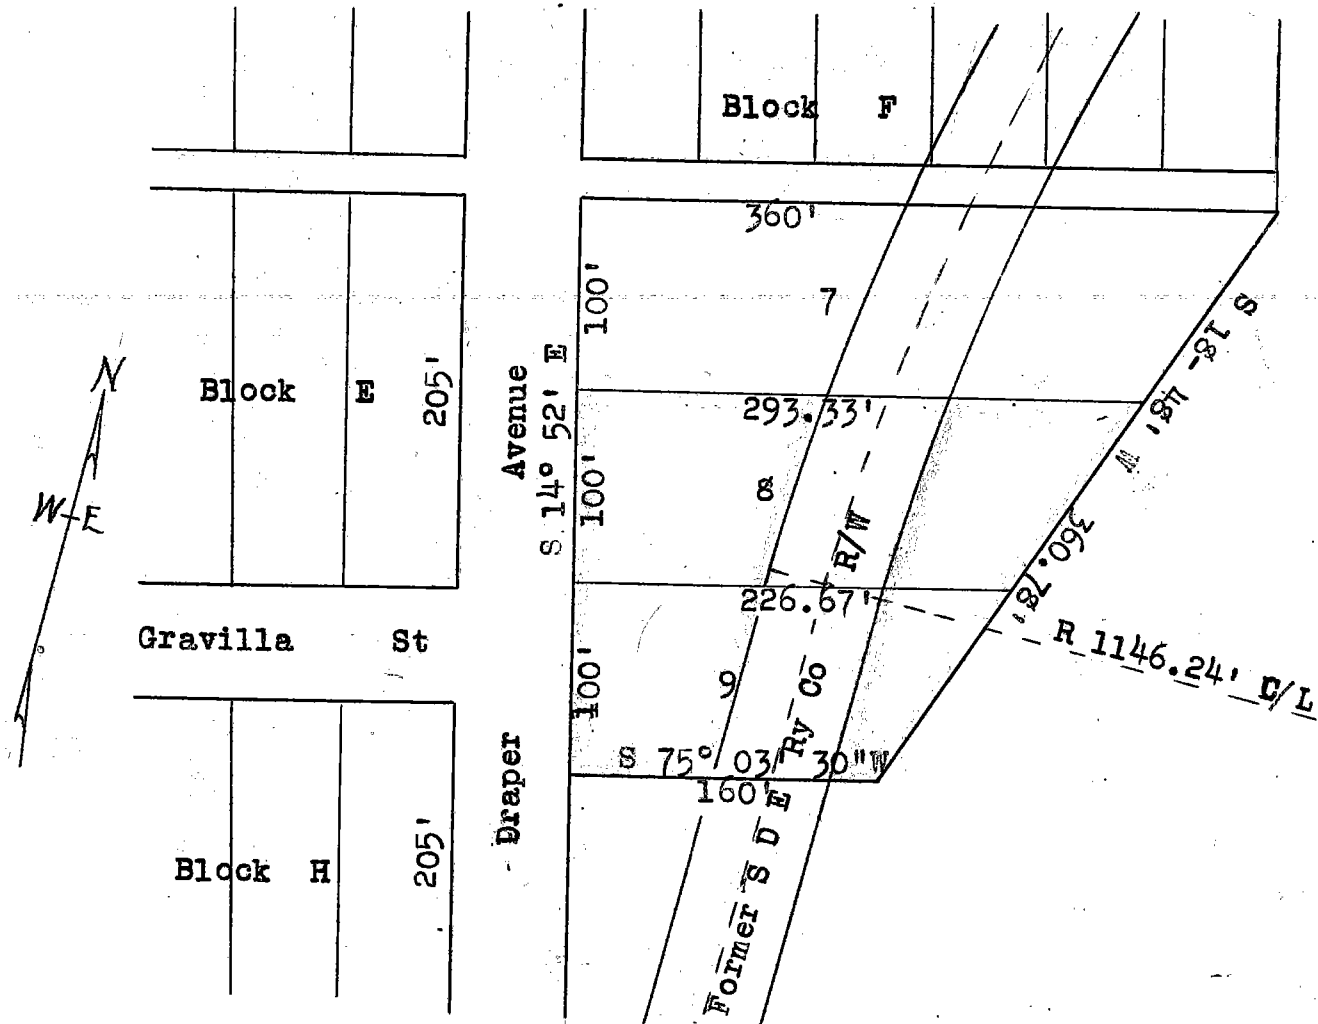 Block F
360'
100'
7
S 18- 48' W
N
Block E
205'
Avenue
S 14° 52' E
293.33'
W E
100'
8
R/W
360.78'
226.67'
Gravilla St
R 1146.24' C/L
100'
9
Ry Co
S 75° 03' 30"W
160'
Draper
Block H
205'
Former S D E